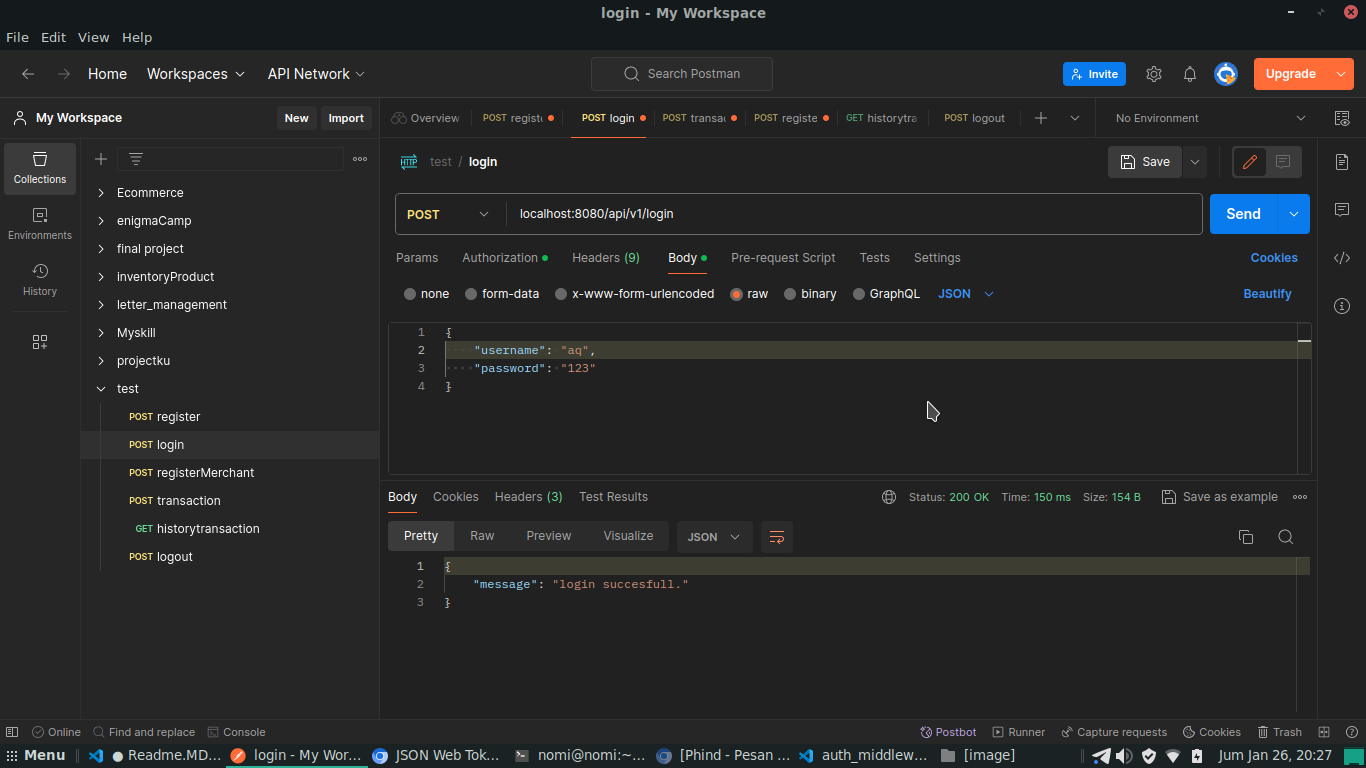 login - My Workspace
File Edit View Help
Home Workspaces API Network Search Postman Invite Upgrade
My Workspace New Import Overview POST registe POST login POST transac POST registe GET historytra POST logout No Environment
Collections
Environments
History
Ecommerce
enigmaCamp
final project
inventoryProduct
letter_management
Myskill
projectku
test
POST register
POST login
POST registerMerchant
POST transaction
GET historytransaction
POST logout
HTTP test / login Save
POST localhost:8080/api/v1/login Send
Params Authorization Headers (9) Body Pre-request Script Tests Settings Cookies
none form-data x-www-form-urlencoded raw binary GraphQL JSON Beautify
1 {
2 "username": "aq",
3 "password": "123"
4 }
Body Cookies Headers (3) Test Results Status: 200 OK Time: 150 ms Size: 154 B Save as example
Pretty Raw Preview Visualize JSON
1 {
2 "message": "login succesfull."
3 }
Online Find and replace Console Postbot Runner Capture requests Cookies Trash
Menu Readme.MD... login - My Wor... JSON Web Tok... nomi@nomi:~... [Phind - Pesan ... auth_middlew... [image] Jum Jan 26, 20:27